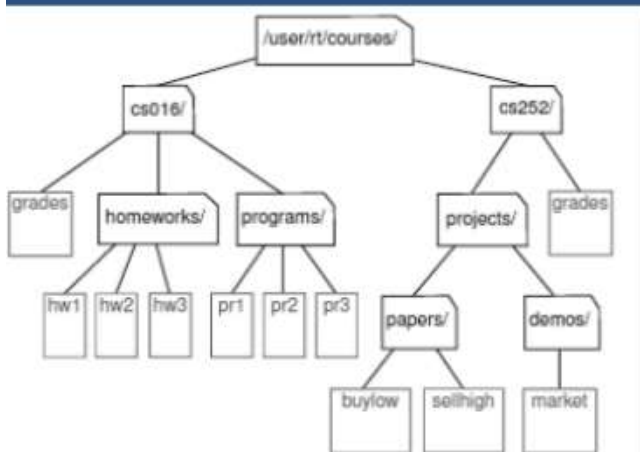 /user/rt/courses/
cs016/ cs252/
grades homeworks/ programs/ projects/ grades
hw1 hw2 hw3 pr1 pr2 pr3 papers/ demos/
buylow sellhigh market